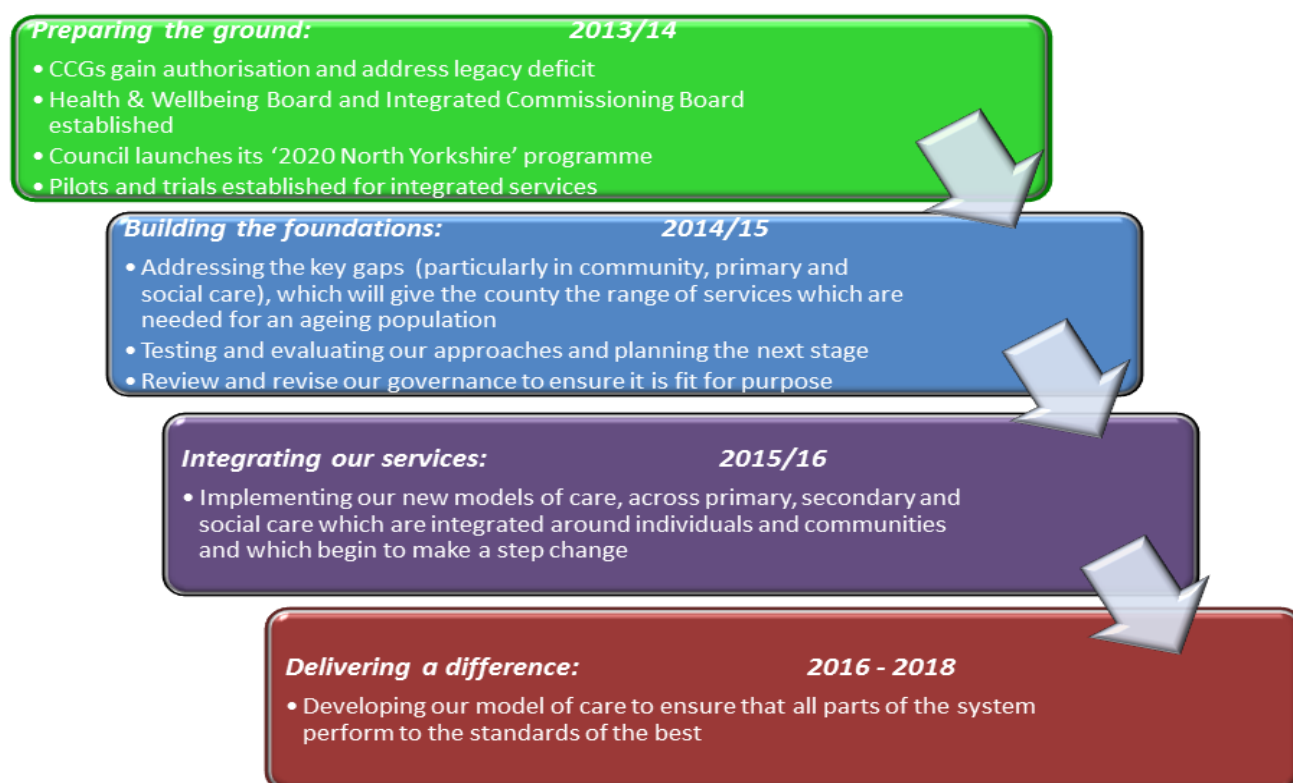 Preparing the ground: 2013/14
• CCGs gain authorisation and address legacy deficit
• Health & Wellbeing Board and Integrated Commissioning Board
established
• Council launches its ‘2020 North Yorkshire’ programme
• Pilots and trials established for integrated services
Building the foundations: 2014/15
• Addressing the key gaps (particularly in community, primary and
social care), which will give the county the range of services which are
needed for an ageing population
• Testing and evaluating our approaches and planning the next stage
• Review and revise our governance to ensure it is fit for purpose
Integrating our services: 2015/16
• Implementing our new models of care, across primary, secondary and
social care which are integrated around individuals and communities
and which begin to make a step change
Delivering a difference: 2016 - 2018
• Developing our model of care to ensure that all parts of the system
perform to the standards of the best